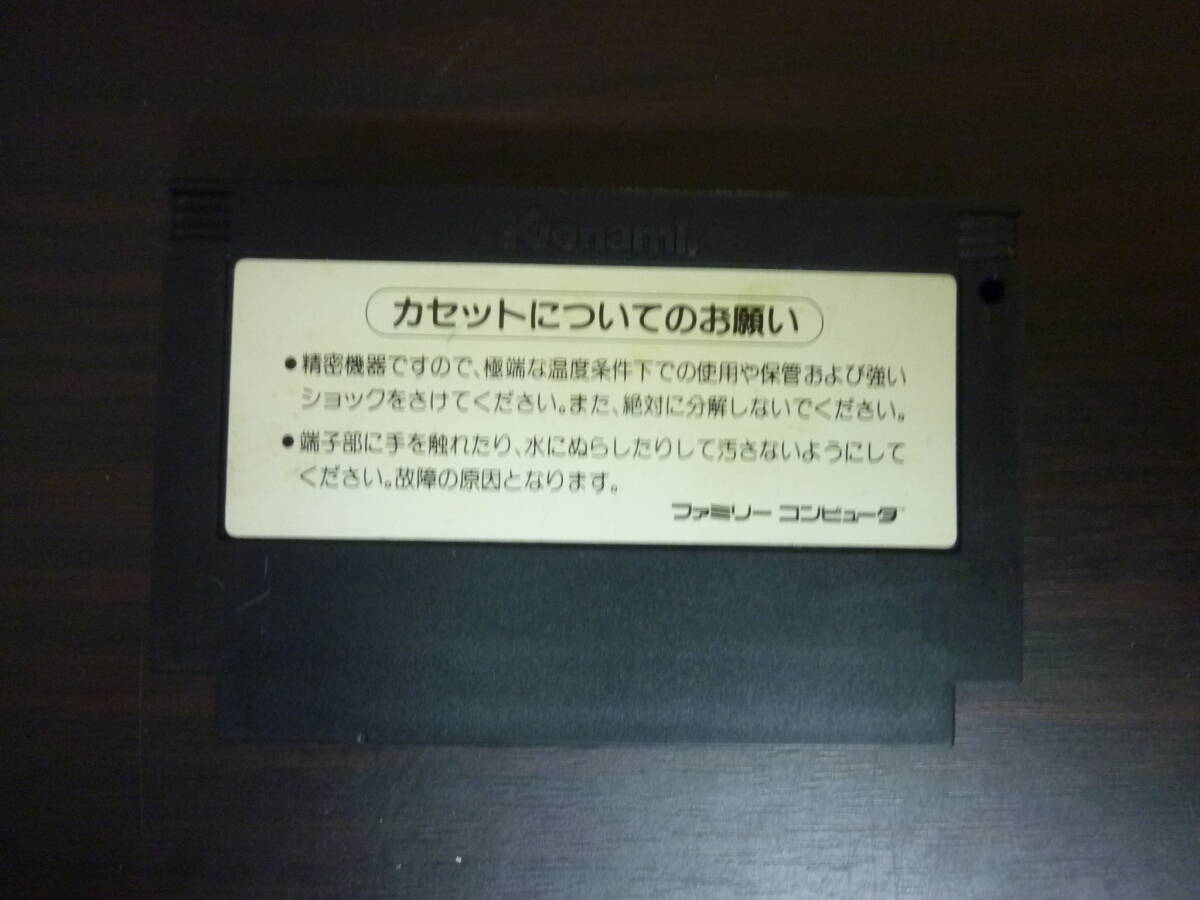 Konami
カセットについてのお願い
●精密機器ですので、極端な温度条件下での使用や保管および強い
ショックをさけてください。また、絶対に分解しないでください。
●端子部に手を触れたり、水にぬらしたりして汚さないようにして
ください。故障の原因となります。
ファミリー コンピュータ™